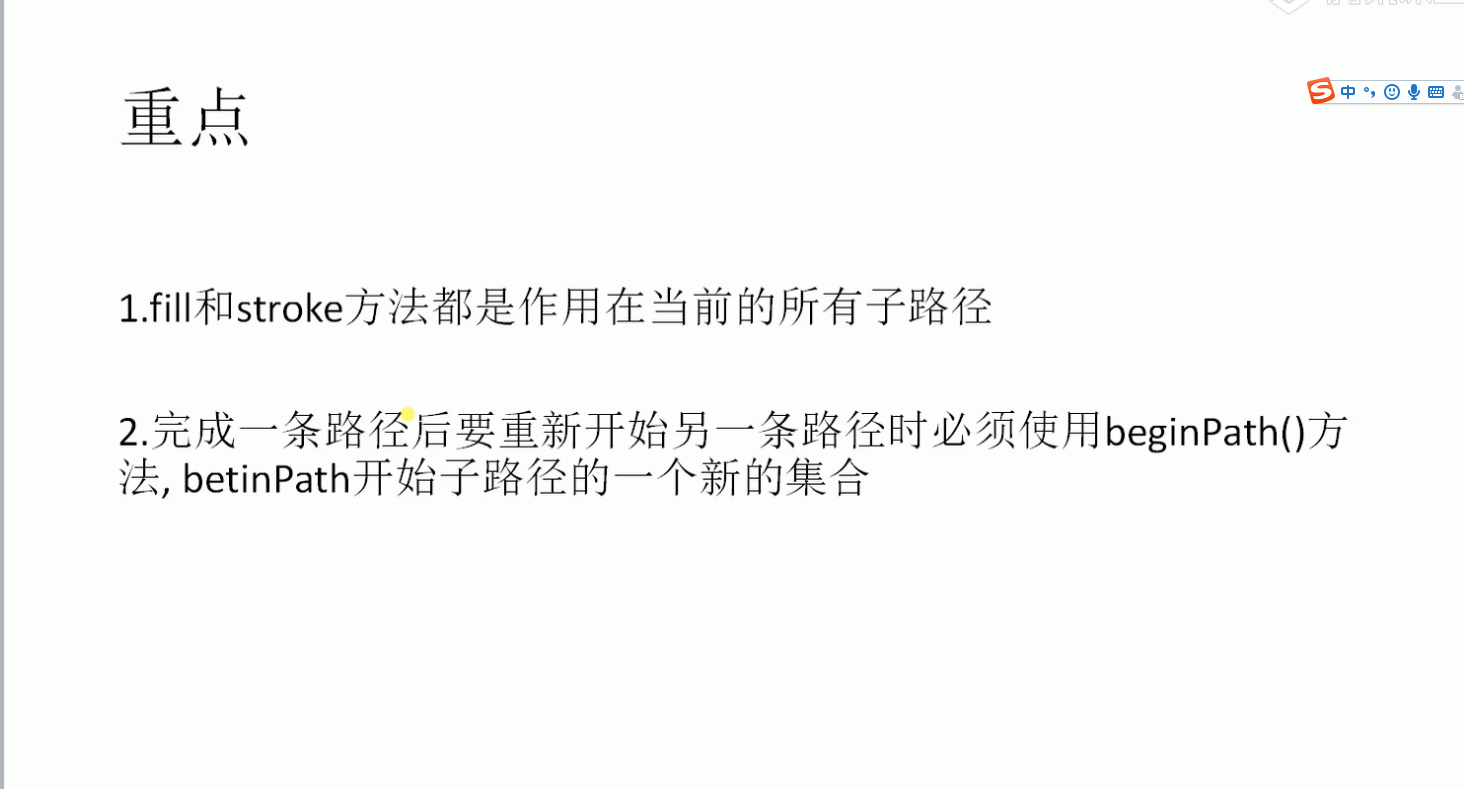 重点
中
1.fill和stroke方法都是作用在当前的所有子路径
2.完成一条路径后要重新开始另一条路径时必须使用beginPath()方
法, betinPath开始子路径的一个新的集合